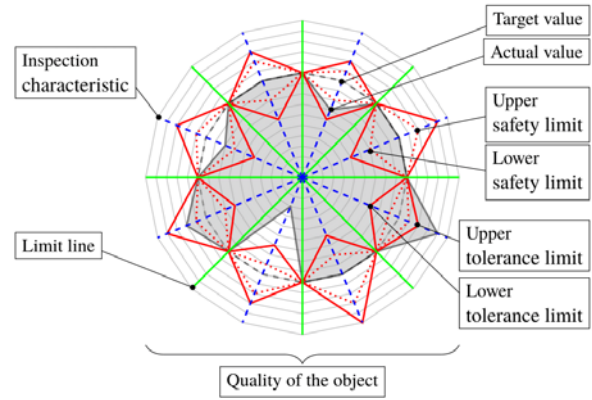 Target value
Actual value
Inspection
characteristic
Upper
safety limit
Lower
safety limit
Limit line
Upper
tolerance limit
Lower
tolerance limit
Quality of the object